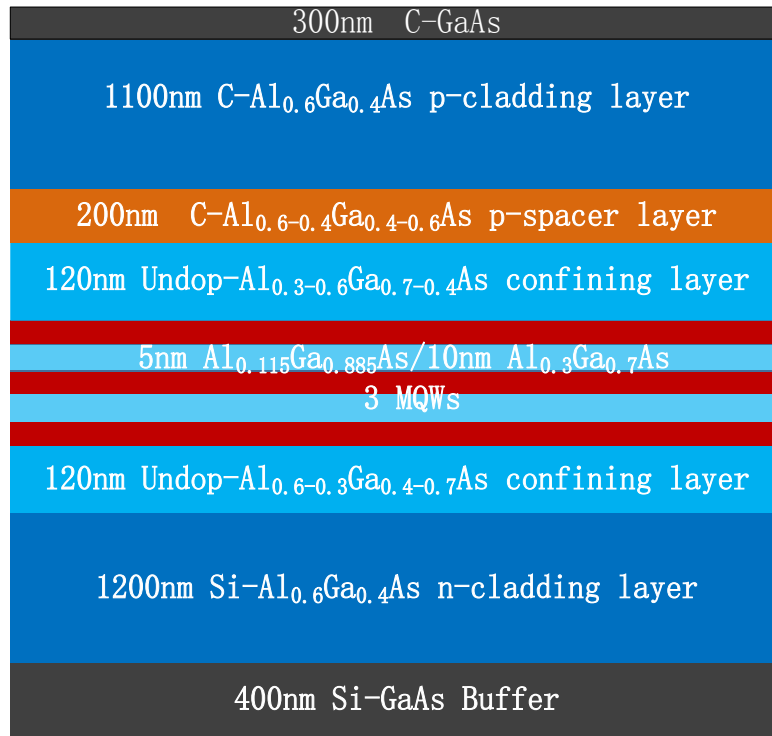 300nm C-GaAs
1100nm C-Al₀.₆Ga₀.₄As p-cladding layer
200nm C-Al₀.₆₋₀.₄Ga₀.₄₋₀.₆As p-spacer layer
120nm Undop-Al₀.₃₋₀.₆Ga₀.₇₋₀.₄As confining layer
5nm Al₀.₁₁₅Ga₀.₈₈₅As/10nm Al₀.₃Ga₀.₇As
3 MQWs
120nm Undop-Al₀.₆₋₀.₃Ga₀.₄₋₀.₇As confining layer
1200nm Si-Al₀.₆Ga₀.₄As n-cladding layer
400nm Si-GaAs Buffer